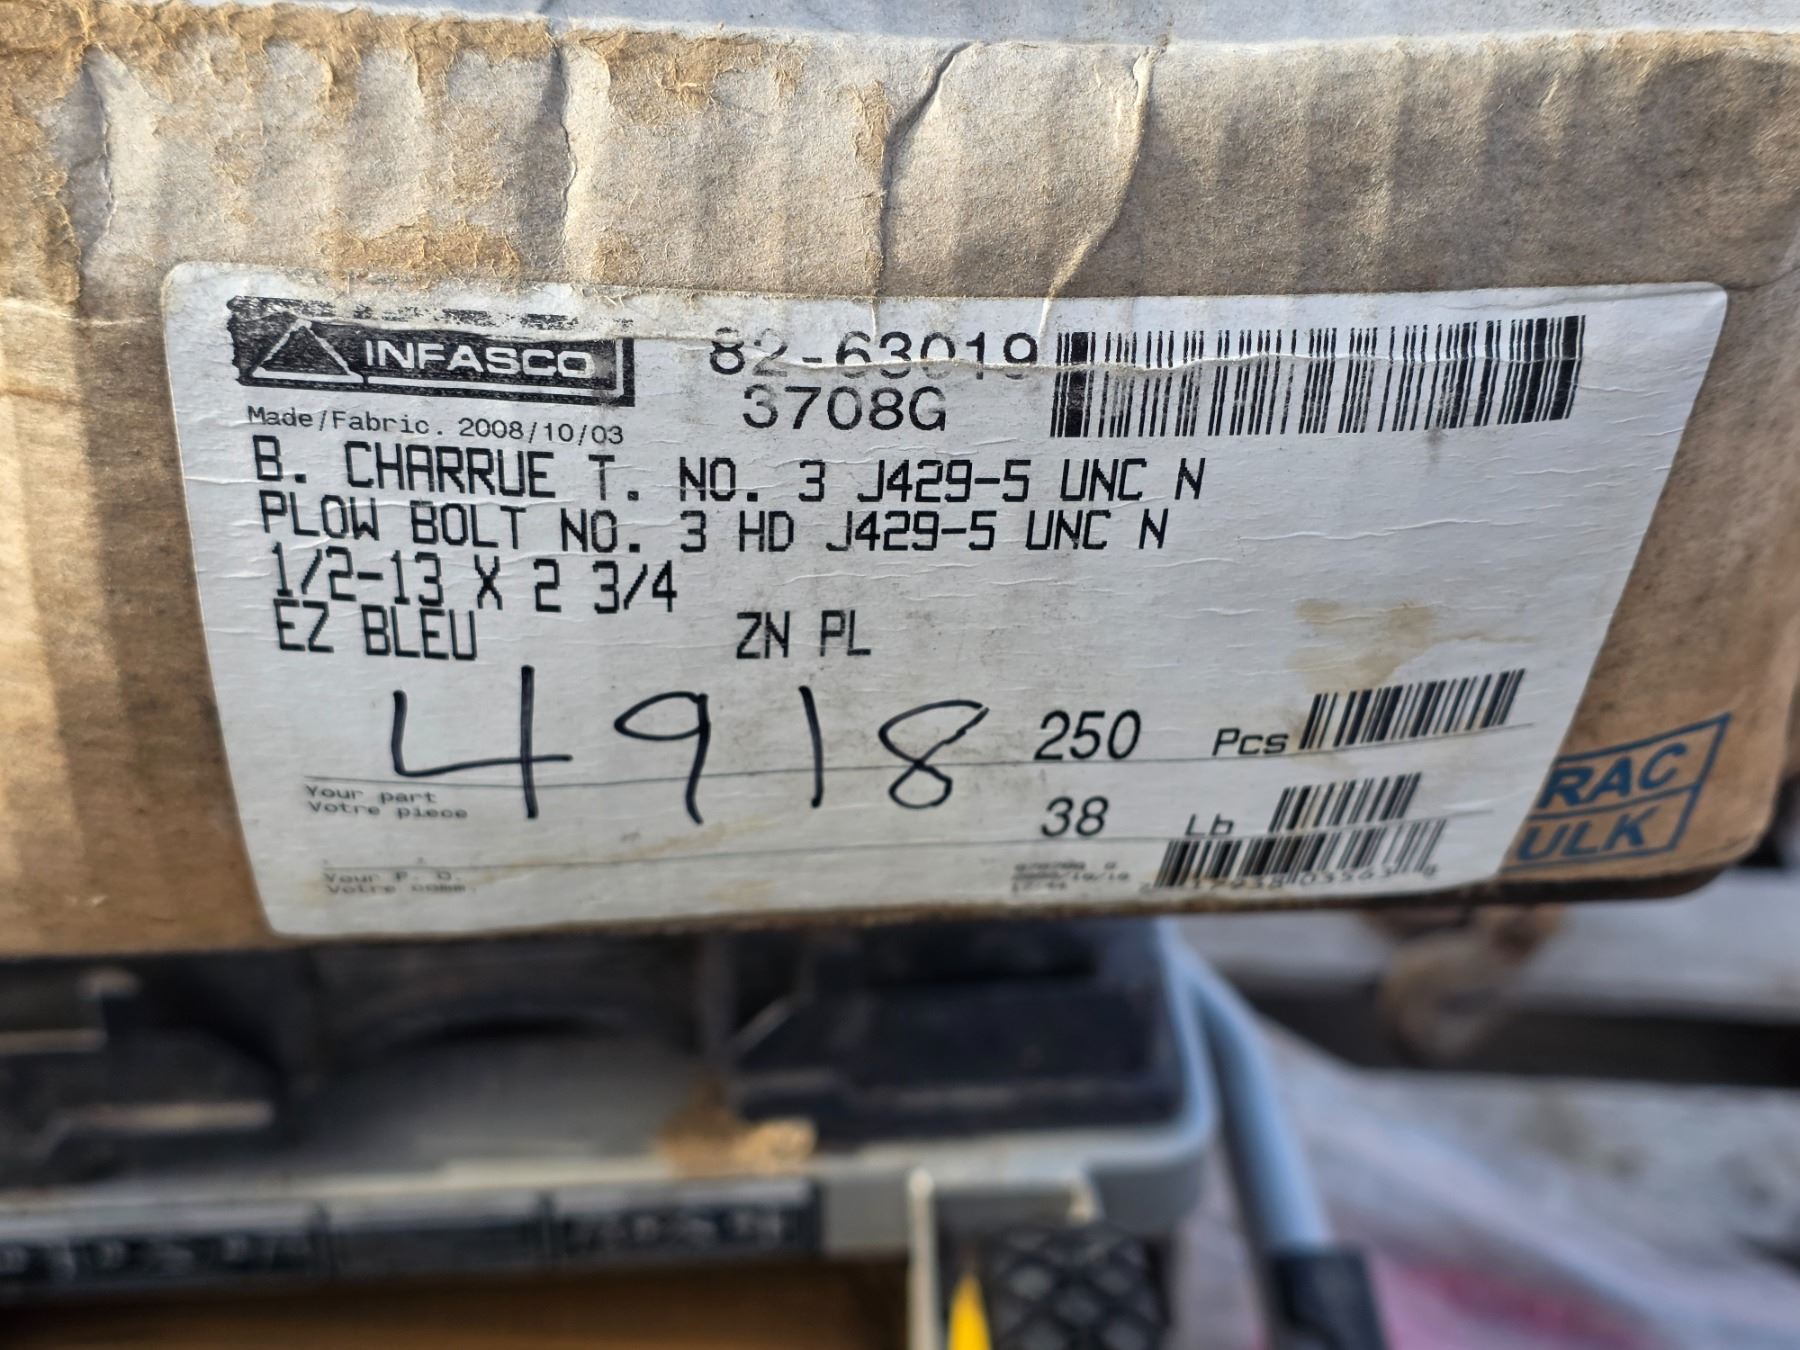 INFASCO
82-63019
3708G
Made/Fabric. 2008/10/03
B. CHARRUE T. NO. 3 J429-5 UNC N
PLOW BOLT NO. 3 HD J429-5 UNC N
1/2-13 X 2 3/4
EZ BLEU ZN PL
4918
250 Pcs
Your part
Votre piece
38 Lb
Your P. O.
Votre comm.
RAC
ULK